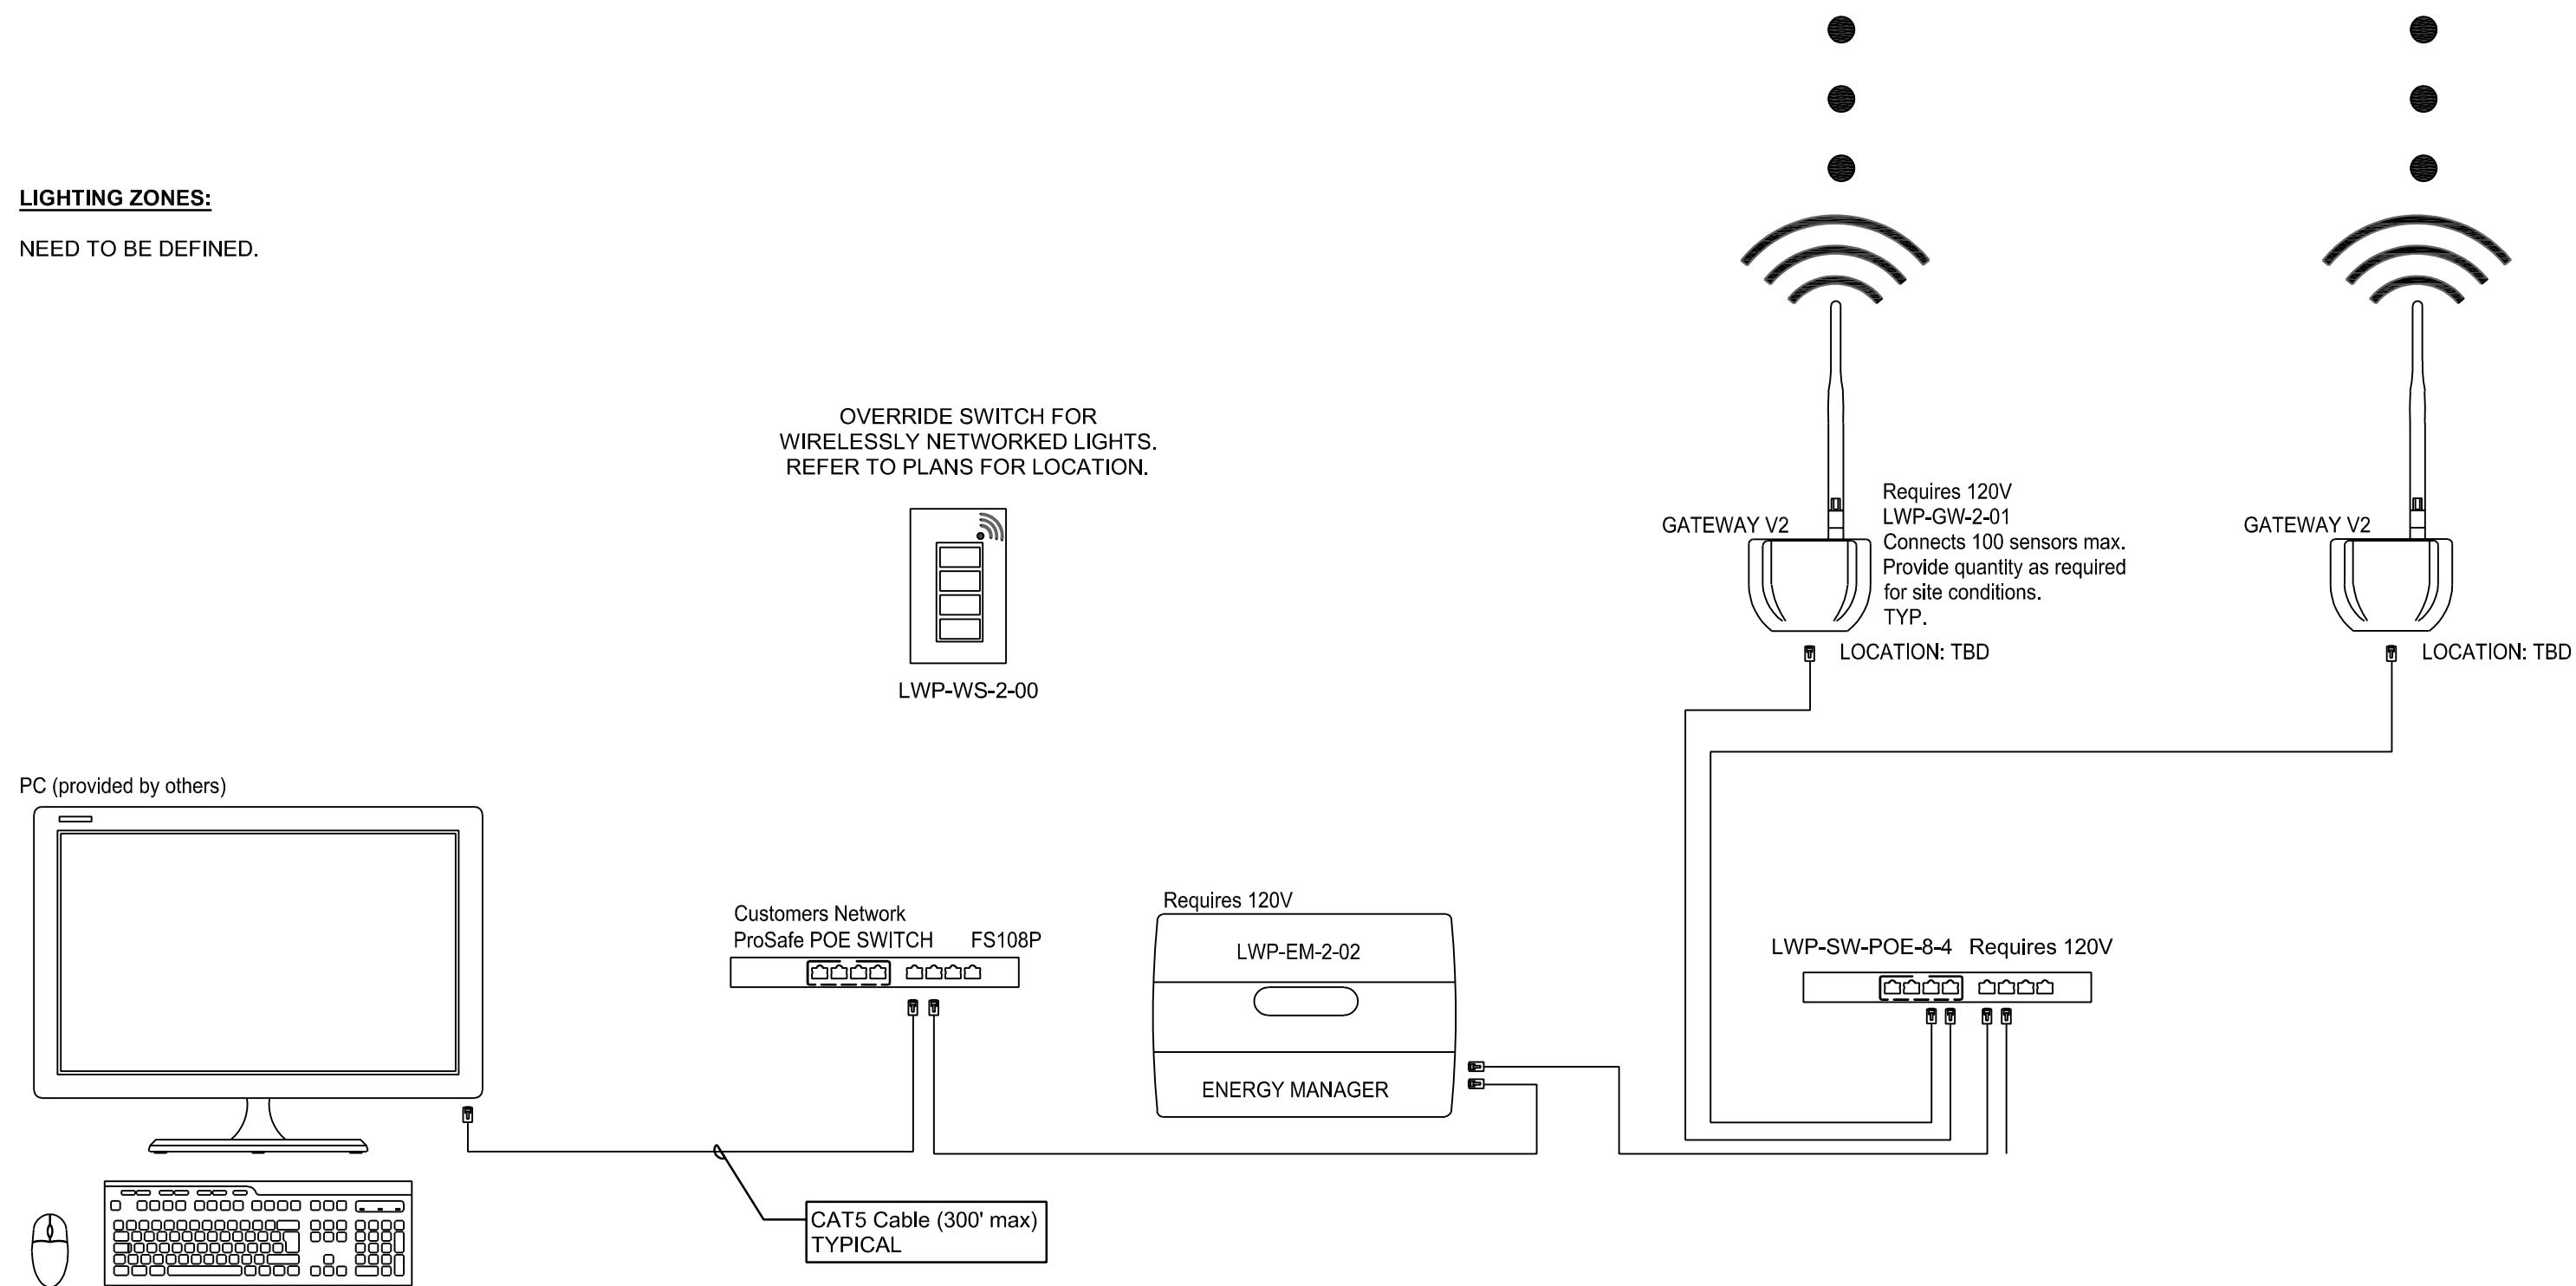 LIGHTING ZONES:
NEED TO BE DEFINED.
OVERRIDE SWITCH FOR
WIRELESSLY NETWORKED LIGHTS.
REFER TO PLANS FOR LOCATION.
LWP-WS-2-00
GATEWAY V2
Requires 120V
LWP-GW-2-01
Connects 100 sensors max.
Provide quantity as required
for site conditions.
TYP.
LOCATION: TBD
GATEWAY V2
LOCATION: TBD
PC (provided by others)
Customers Network
ProSafe POE SWITCH FS108P
Requires 120V
LWP-EM-2-02
ENERGY MANAGER
LWP-SW-POE-8-4 Requires 120V
CAT5 Cable (300' max)
TYPICAL